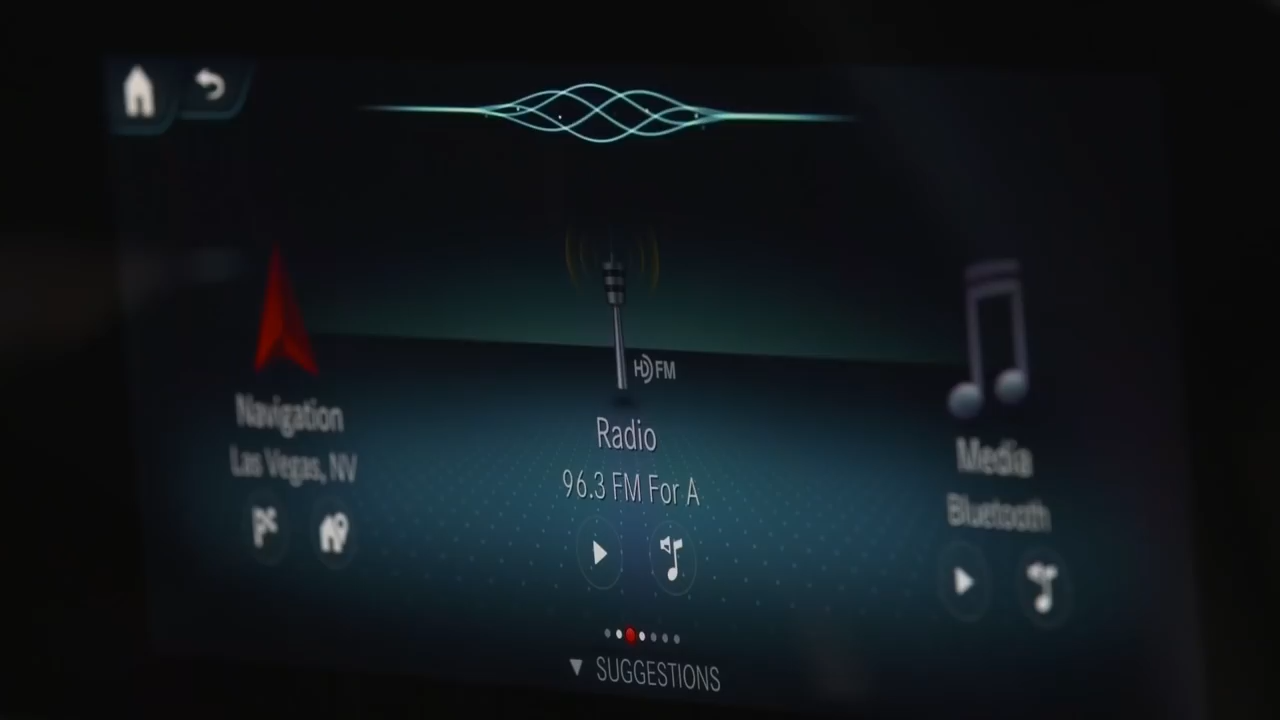 HD FM
Navigation
Las Vegas, NV
Radio
96.3 FM For A
Media
Bluetooth
SUGGESTIONS